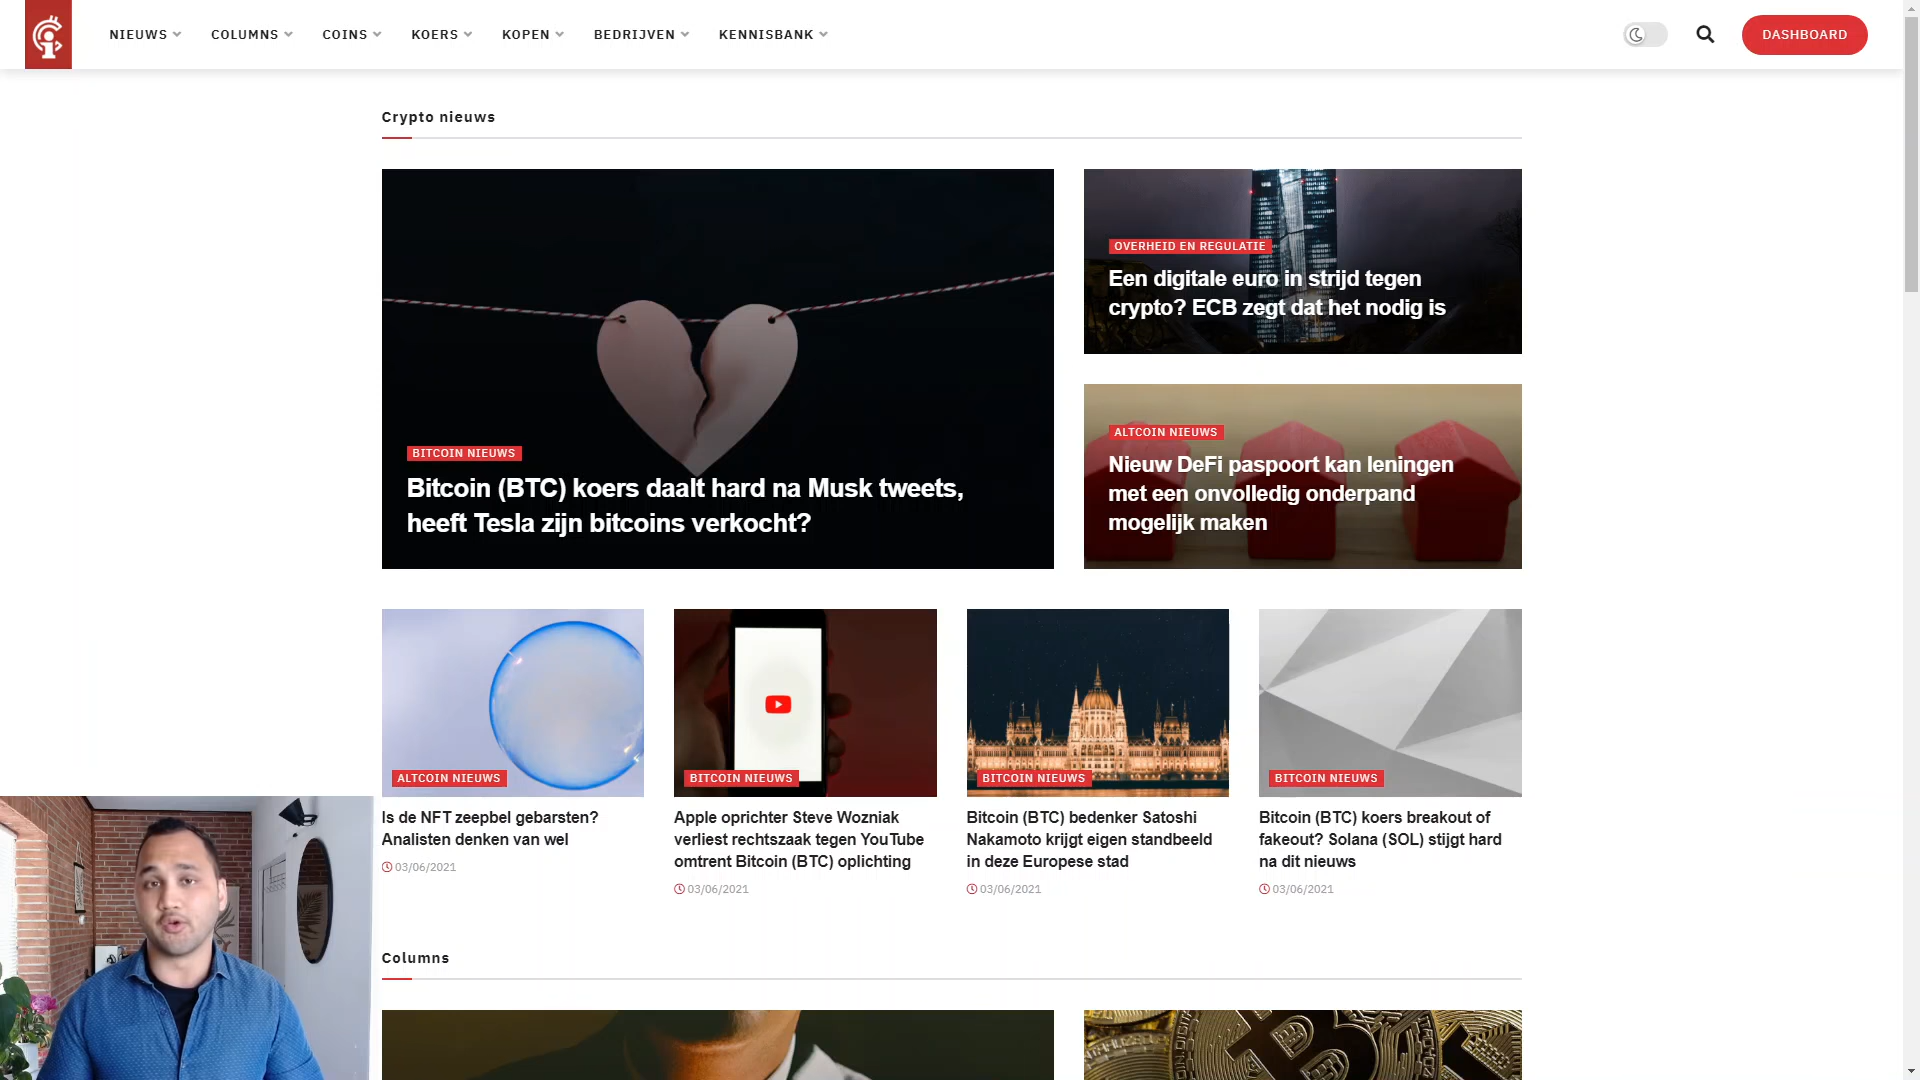 NIEUWS
COLUMNS
COINS
KOERS
KOPEN
BEDRIJVEN
KENNISBANK
DASHBOARD
Crypto nieuws
BITCOIN NIEUWS
Bitcoin (BTC) koers daalt hard na Musk tweets,
heeft Tesla zijn bitcoins verkocht?
OVERHEID EN REGULATIE
Een digitale euro in strijd tegen
crypto? ECB zegt dat het nodig is
ALTCOIN NIEUWS
Nieuw DeFi paspoort kan leningen
met een onvolledig onderpand
mogelijk maken
ALTCOIN NIEUWS
Is de NFT zeepbel gebarsten?
Analisten denken van wel
03/06/2021
BITCOIN NIEUWS
Apple oprichter Steve Wozniak
verliest rechtszaak tegen YouTube
omtrent Bitcoin (BTC) oplichting
03/06/2021
BITCOIN NIEUWS
Bitcoin (BTC) bedenker Satoshi
Nakamoto krijgt eigen standbeeld
in deze Europese stad
03/06/2021
BITCOIN NIEUWS
Bitcoin (BTC) koers breakout of
fakeout? Solana (SOL) stijgt hard
na dit nieuws
03/06/2021
Columns